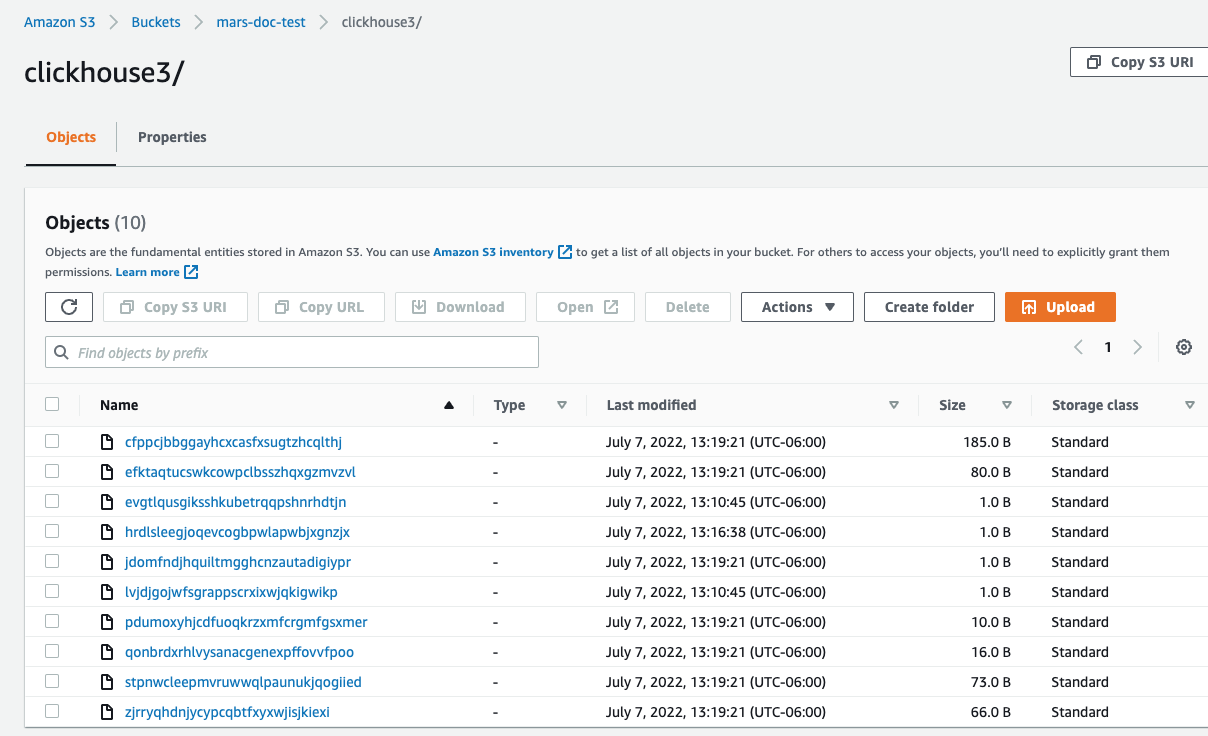 Amazon S3 > Buckets > mars-doc-test > clickhouse3/
clickhouse3/
Copy S3 URI
Objects Properties
Objects (10)
Objects are the fundamental entities stored in Amazon S3. You can use Amazon S3 inventory to get a list of all objects in your bucket. For others to access your objects, you'll need to explicitly grant them
permissions. Learn more
Copy S3 URI Copy URL Download Open Delete Actions Create folder Upload
Find objects by prefix
1
Name Type Last modified Size Storage class
cfppcjbbggayhcxcasfxsugtzhcqlthj - July 7, 2022, 13:19:21 (UTC-06:00) 185.0 B Standard
efktaqtucswkcowpclbsszhqxgzmvzvl - July 7, 2022, 13:19:21 (UTC-06:00) 80.0 B Standard
evgtlqusgiksshkubetrqqpshnrhdtjn - July 7, 2022, 13:10:45 (UTC-06:00) 1.0 B Standard
hrdlsleegjoqevcogbpwlapwbjxgnzjx - July 7, 2022, 13:16:38 (UTC-06:00) 1.0 B Standard
jdomfndjhquiltmgghcnzautadigiypr - July 7, 2022, 13:19:21 (UTC-06:00) 1.0 B Standard
lvjdjgojwfsgrappscrxixwjqkigwikp - July 7, 2022, 13:10:45 (UTC-06:00) 1.0 B Standard
pdumoxyhjcdfuoqkrzxmfcrgmfgsxmer - July 7, 2022, 13:19:21 (UTC-06:00) 10.0 B Standard
qonbrdxrhlvysanacgenexpffovvfpoo - July 7, 2022, 13:19:21 (UTC-06:00) 16.0 B Standard
stpnwcleepmvruwwqlpaunukjqogiied - July 7, 2022, 13:19:21 (UTC-06:00) 73.0 B Standard
zjrryqhdnjycypcqbtfxyxwjisjkiexi - July 7, 2022, 13:19:21 (UTC-06:00) 66.0 B Standard